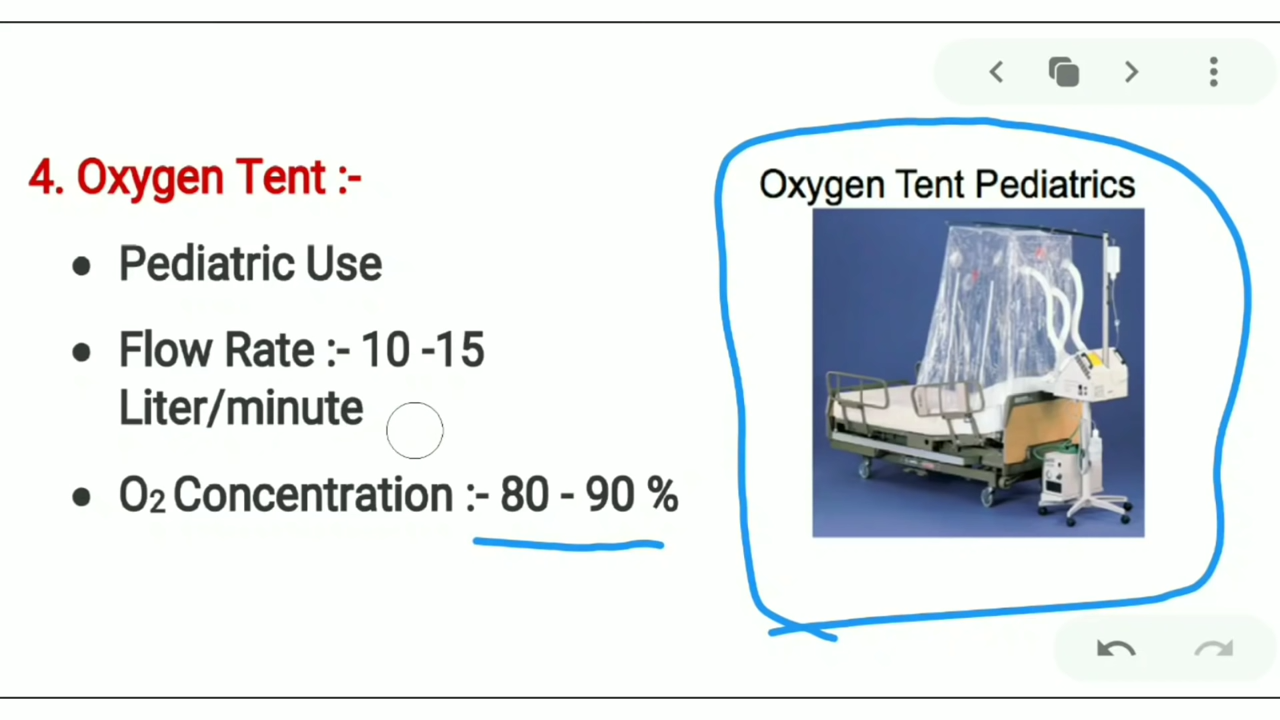 4. Oxygen Tent :-
● Pediatric Use
● Flow Rate :- 10 -15
Liter/minute
● O₂ Concentration :- 80 - 90 %
Oxygen Tent Pediatrics